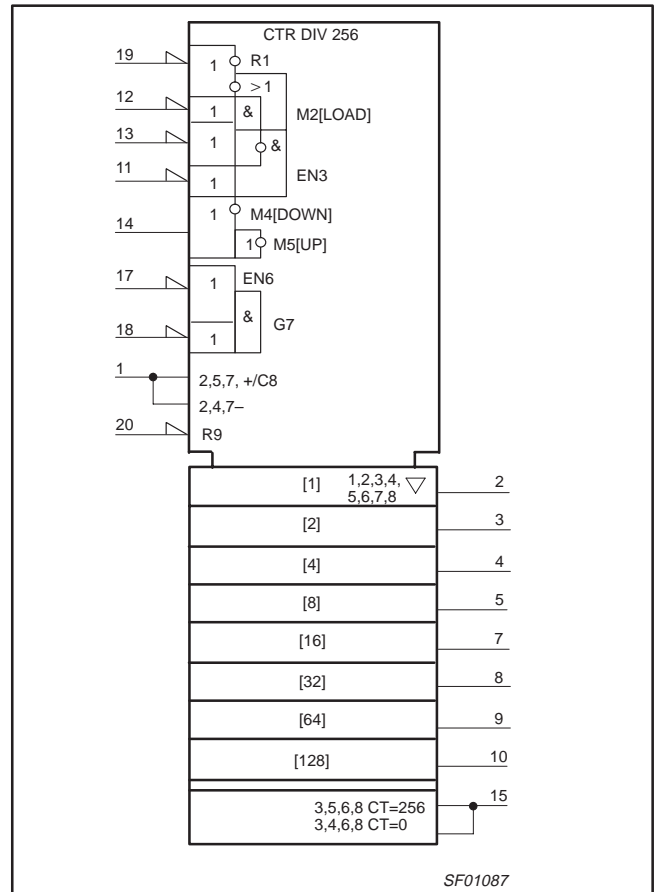 CTR DIV 256
19 1 R1
>1
12 1 & M2[LOAD]
13 1 &
11 1 EN3
1 M4[DOWN]
14 1 M5[UP]
17 1 EN6
& G7
18 1
1 2,5,7, +/C8
2,4,7–
20 R9
[1] 1,2,3,4, 2
5,6,7,8
[2] 3
[4] 4
[8] 5
[16] 7
[32] 8
[64] 9
[128] 10
3,5,6,8 CT=256 15
3,4,6,8 CT=0
SF01087